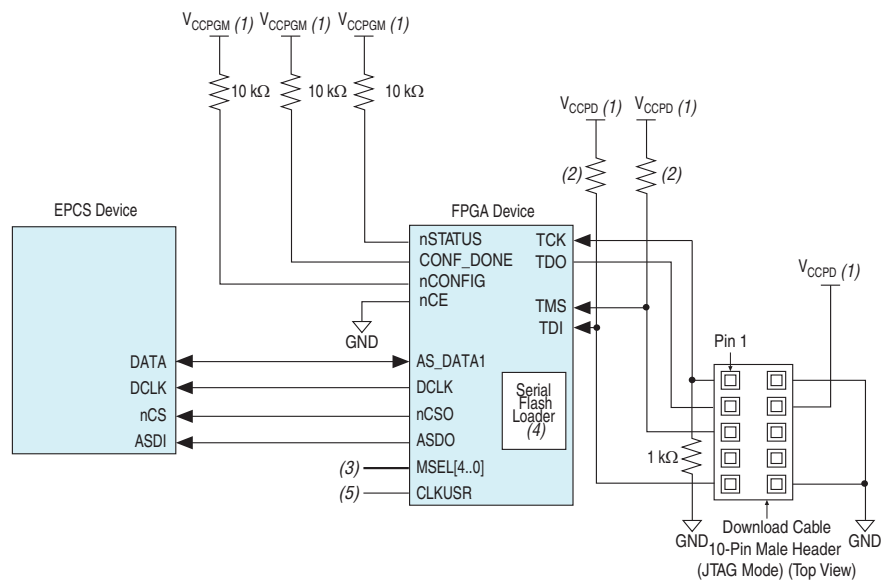 VCCPGM (1) VCCPGM (1) VCCPGM (1)
10 kΩ 10 kΩ 10 kΩ
VCCPD (1) VCCPD (1)
(2) (2)
EPCS Device
FPGA Device
nSTATUS TCK
CONF_DONE TDO
nCONFIG
nCE
TMS
TDI
GND
VCCPD (1)
Pin 1
DATA AS_DATA1
DCLK DCLK
nCS nCSO
ASDI ASDO
Serial
Flash
Loader
(4)
(3) MSEL[4..0]
(5) CLKUSR
1 kΩ
GND GND
Download Cable
10-Pin Male Header
(JTAG Mode) (Top View)